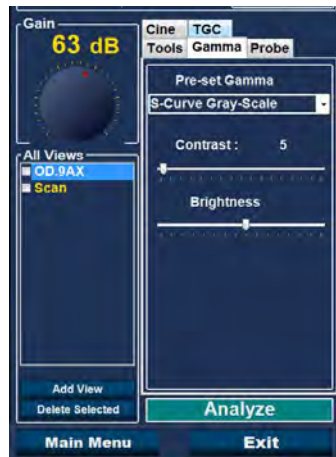 Gain
63 dB
Cine TGC
Tools Gamma Probe
Pre-set Gamma
S-Curve Gray-Scale
Contrast : 5
Brightness
All Views
OD.9AX
Scan
Add View
Delete Selected
Analyze
Main Menu
Exit